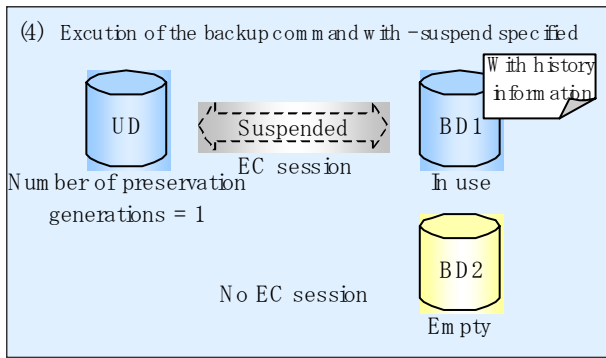 (4) Excution of the backup command with -suspend specified
With history
information
UD
Suspended
BD1
EC session
In use
Number of preservation
generations = 1
BD2
No EC session
Empty